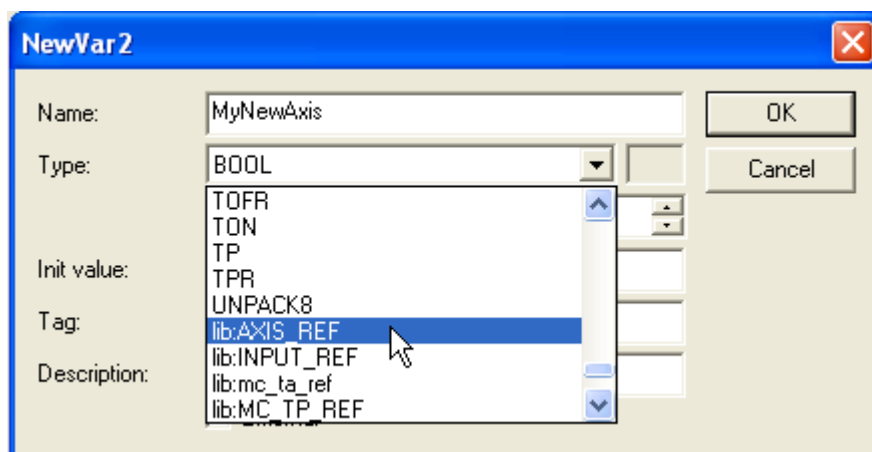 NewVar2
Name:
MyNewAxis
OK
Type:
BOOL
Cancel
TOFR
TON
TP
TPR
Init value:
UNPACK8
Tag:
lib:AXIS_REF
lib:INPUT_REF
Description:
lib:mc_ta_ref
lib:MC_TP_REF